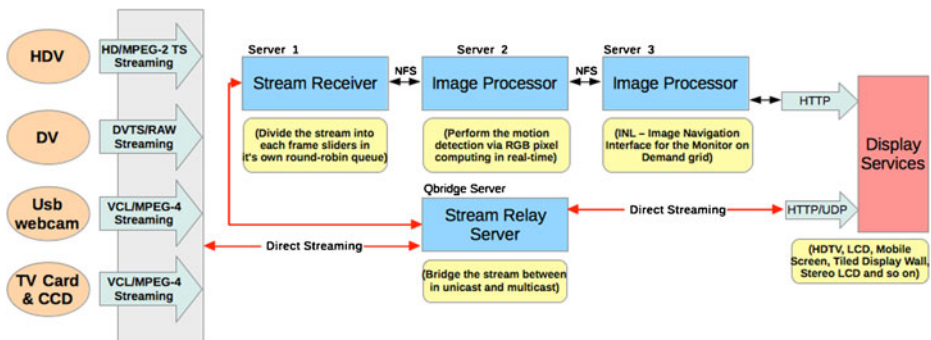 HDV
HD/MPEG-2 TS
Streaming
DV
DVTS/RAW
Streaming
Usb
webcam
VCL/MPEG-4
Streaming
TV Card
& CCD
VCL/MPEG-4
Streaming
Server 1
Stream Receiver
(Divide the stream into
each frame sliders in
it's own round-robin queue)
NFS
Server 2
Image Processor
(Perform the motion
detection via RGB pixel
computing in real-time)
NFS
Server 3
Image Processor
(INL – Image Navigation
Interface for the Monitor on
Demand grid)
HTTP
Display
Services
Qbridge Server
Stream Relay
Server
(Bridge the stream between
in unicast and multicast)
Direct Streaming
Direct Streaming
HTTP/UDP
(HDTV, LCD, Mobile
Screen, Tiled Display Wall,
Stereo LCD and so on)